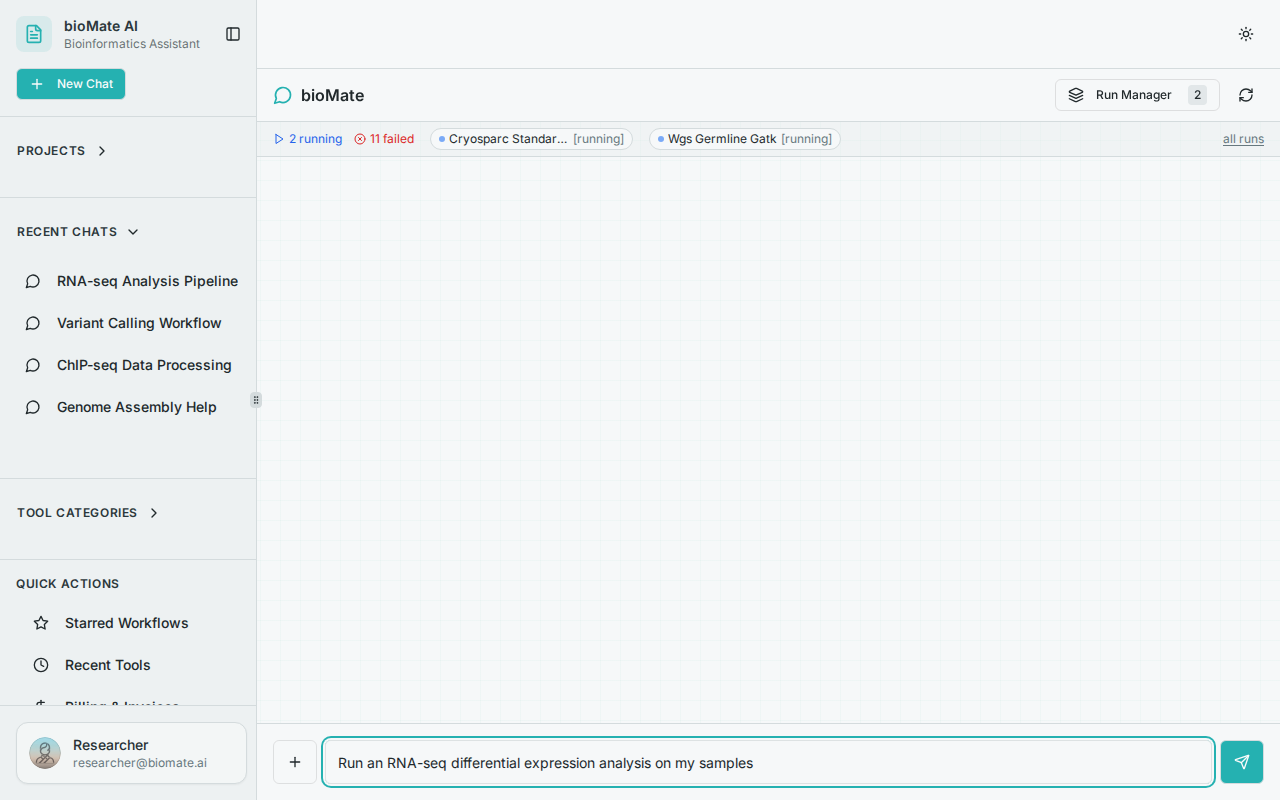 bioMate AI
Bioinformatics Assistant
New Chat
PROJECTS
RECENT CHATS
RNA-seq Analysis Pipeline
Variant Calling Workflow
ChIP-seq Data Processing
Genome Assembly Help
TOOL CATEGORIES
QUICK ACTIONS
Starred Workflows
Recent Tools
Billing & Invoices
Researcher
researcher@biomate.ai
bioMate
Run Manager 2
2 running 11 failed Cryosparc Standar... [running] Wgs Germline Gatk [running] all runs
Run an RNA-seq differential expression analysis on my samples